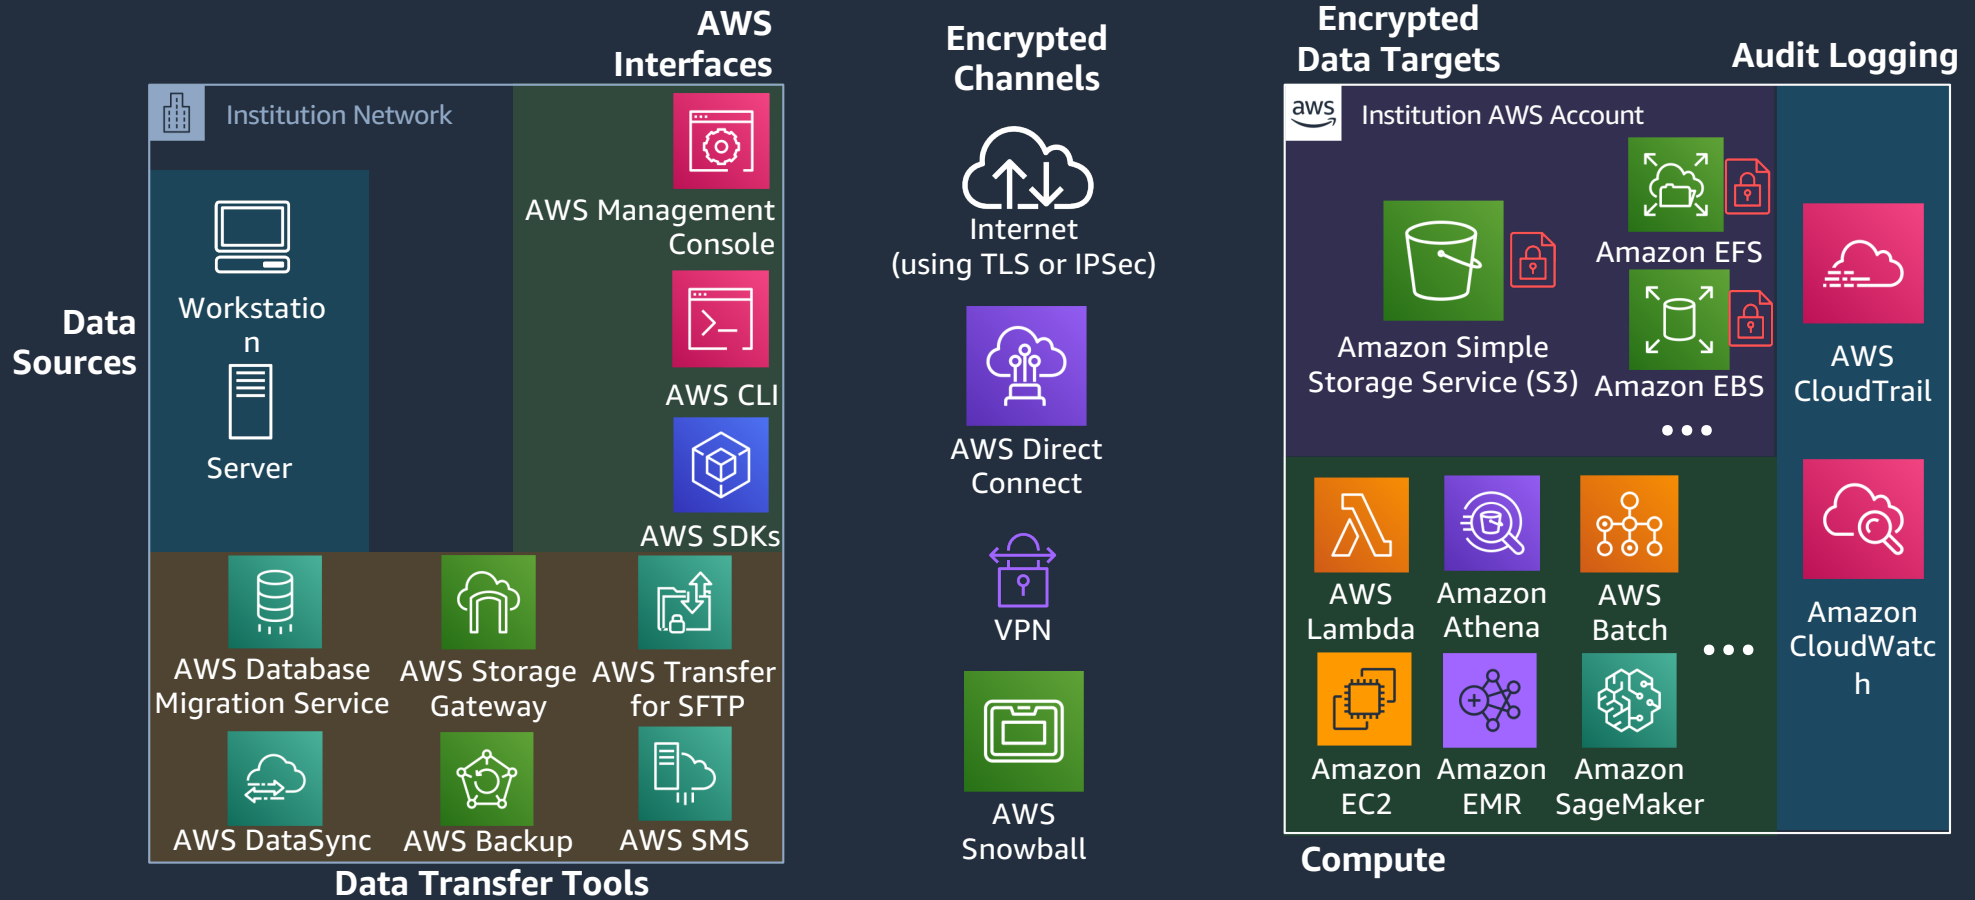 AWS
Interfaces
Encrypted
Channels
Encrypted
Data Targets
Audit Logging
Institution Network
AWS Management
Console
AWS CLI
AWS SDKs
Data
Sources
Workstatio
n
Server
AWS Database
Migration Service
AWS Storage
Gateway
AWS Transfer
for SFTP
AWS DataSync
AWS Backup
AWS SMS
Data Transfer Tools
Internet
(using TLS or IPSec)
AWS Direct
Connect
VPN
AWS
Snowball
aws
Institution AWS Account
Amazon Simple
Storage Service (S3)
Amazon EFS
Amazon EBS
...
AWS
Lambda
Amazon
Athena
AWS
Batch
...
Amazon
EC2
Amazon
EMR
Amazon
SageMaker
Compute
AWS
CloudTrail
Amazon
CloudWatc
h